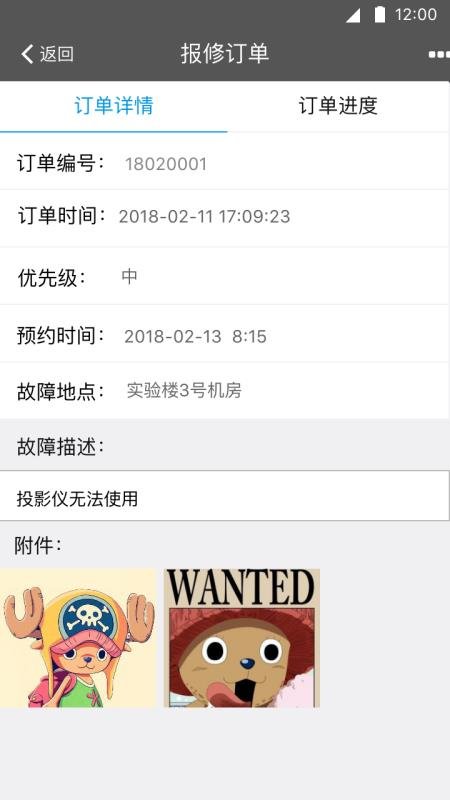 12:00
返回
报修订单
订单详情
订单进度
订单编号： 18020001
订单时间： 2018-02-11 17:09:23
优先级： 中
预约时间： 2018-02-13 8:15
故障地点： 实验楼3号机房
故障描述：
投影仪无法使用
附件：
WANTED